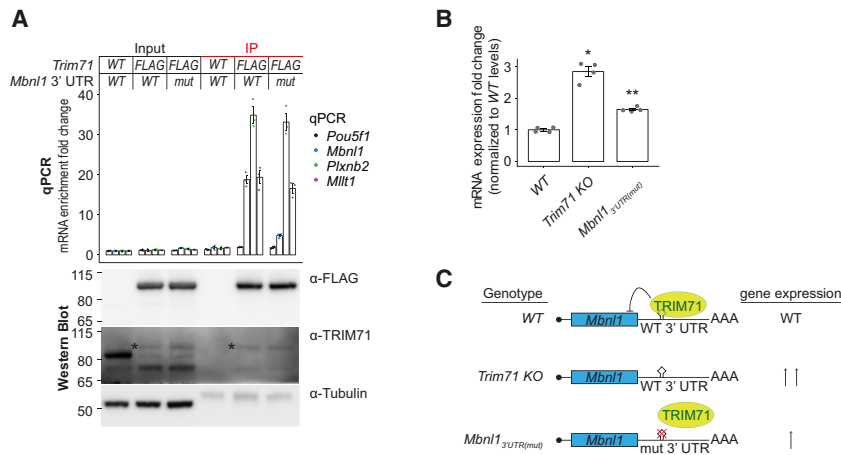 A
Input IP
Trim71 WT FLAG FLAG WT FLAG FLAG
Mbnl1 3' UTR WT WT mut WT WT mut
qPCR
mRNA enrichment fold change
40
30
20
10
0
qPCR
Pou5f1
Mbnl1
Plxnb2
Mllt1
Western Blot
115
80
60
α-FLAG
115
93
80
65
* *
α-TRIM71
50
α-Tubulin
B
mRNA expression fold change
(normalized to WT levels)
3
2
1
0
*
**
WT
Trim71 KO
Mbnl1 3'UTR(mut)
C
Genotype gene expression
TRIM71
WT Mbnl1 WT 3' UTR AAA WT
Trim71 KO Mbnl1 WT 3' UTR AAA ↑↑
TRIM71
Mbnl1 3'UTR(mut) Mbnl1 mut 3' UTR AAA ↑